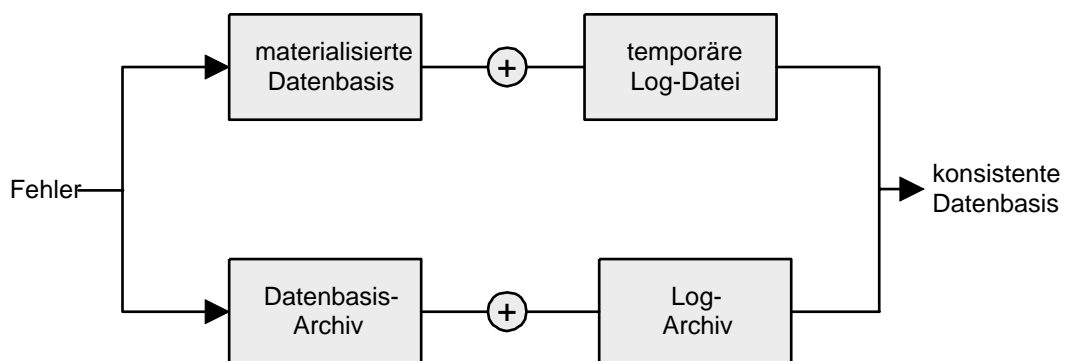 materialisierte
Datenbasis
+
temporäre
Log-Datei
Fehler
konsistente
Datenbasis
Datenbasis-
Archiv
+
Log-
Archiv